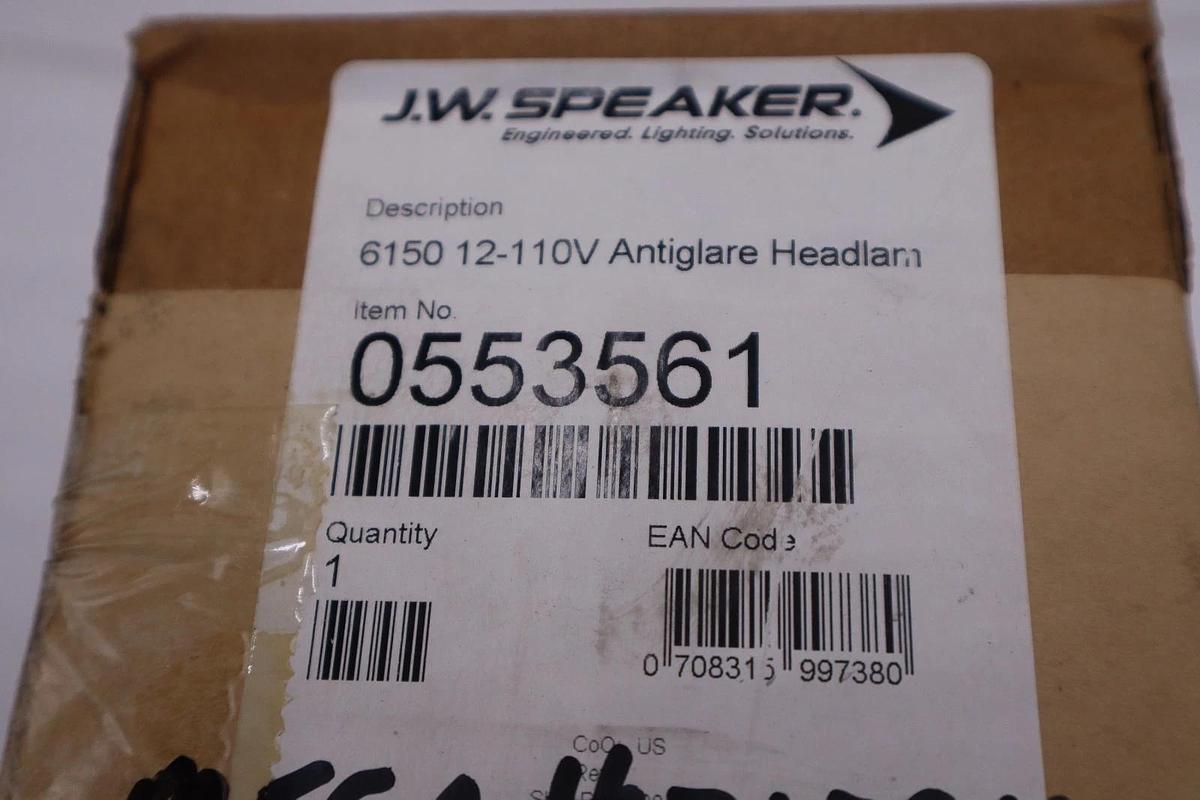 J.W. SPEAKER.
Engineered. Lighting. Solutions.
Description
6150 12-110V Antiglare Headlam
Item No.
0553561
Quantity
1
EAN Code
0 708315 997380
CoO: US